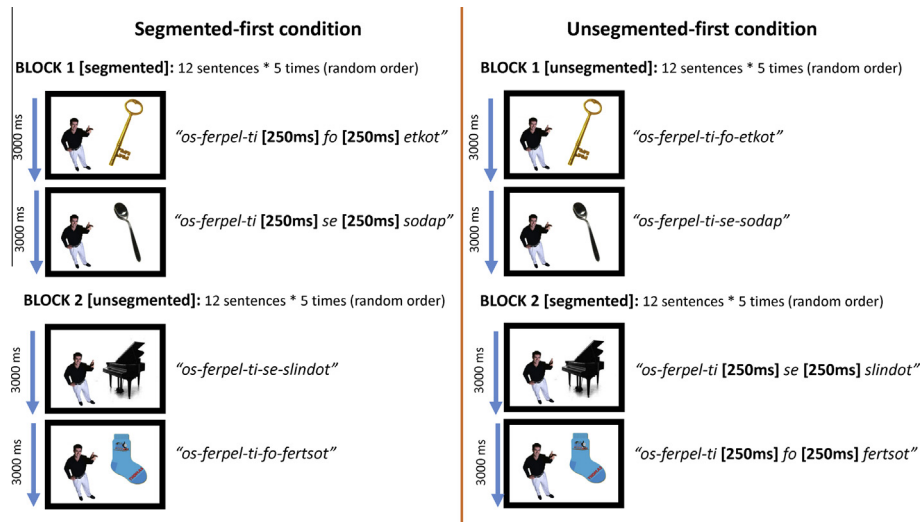 Segmented-first condition
BLOCK 1 [segmented]: 12 sentences * 5 times (random order)
3000 ms
"os-ferpel-ti [250ms] fo [250ms] etkot"
3000 ms
"os-ferpel-ti [250ms] se [250ms] sodap"
BLOCK 2 [unsegmented]: 12 sentences * 5 times (random order)
3000 ms
"os-ferpel-ti-se-slindot"
3000 ms
"os-ferpel-ti-fo-fertsot"
Unsegmented-first condition
BLOCK 1 [unsegmented]: 12 sentences * 5 times (random order)
3000 ms
"os-ferpel-ti-fo-etkot"
3000 ms
"os-ferpel-ti-se-sodap"
BLOCK 2 [segmented]: 12 sentences * 5 times (random order)
3000 ms
"os-ferpel-ti [250ms] se [250ms] slindot"
3000 ms
"os-ferpel-ti [250ms] fo [250ms] fertsot"